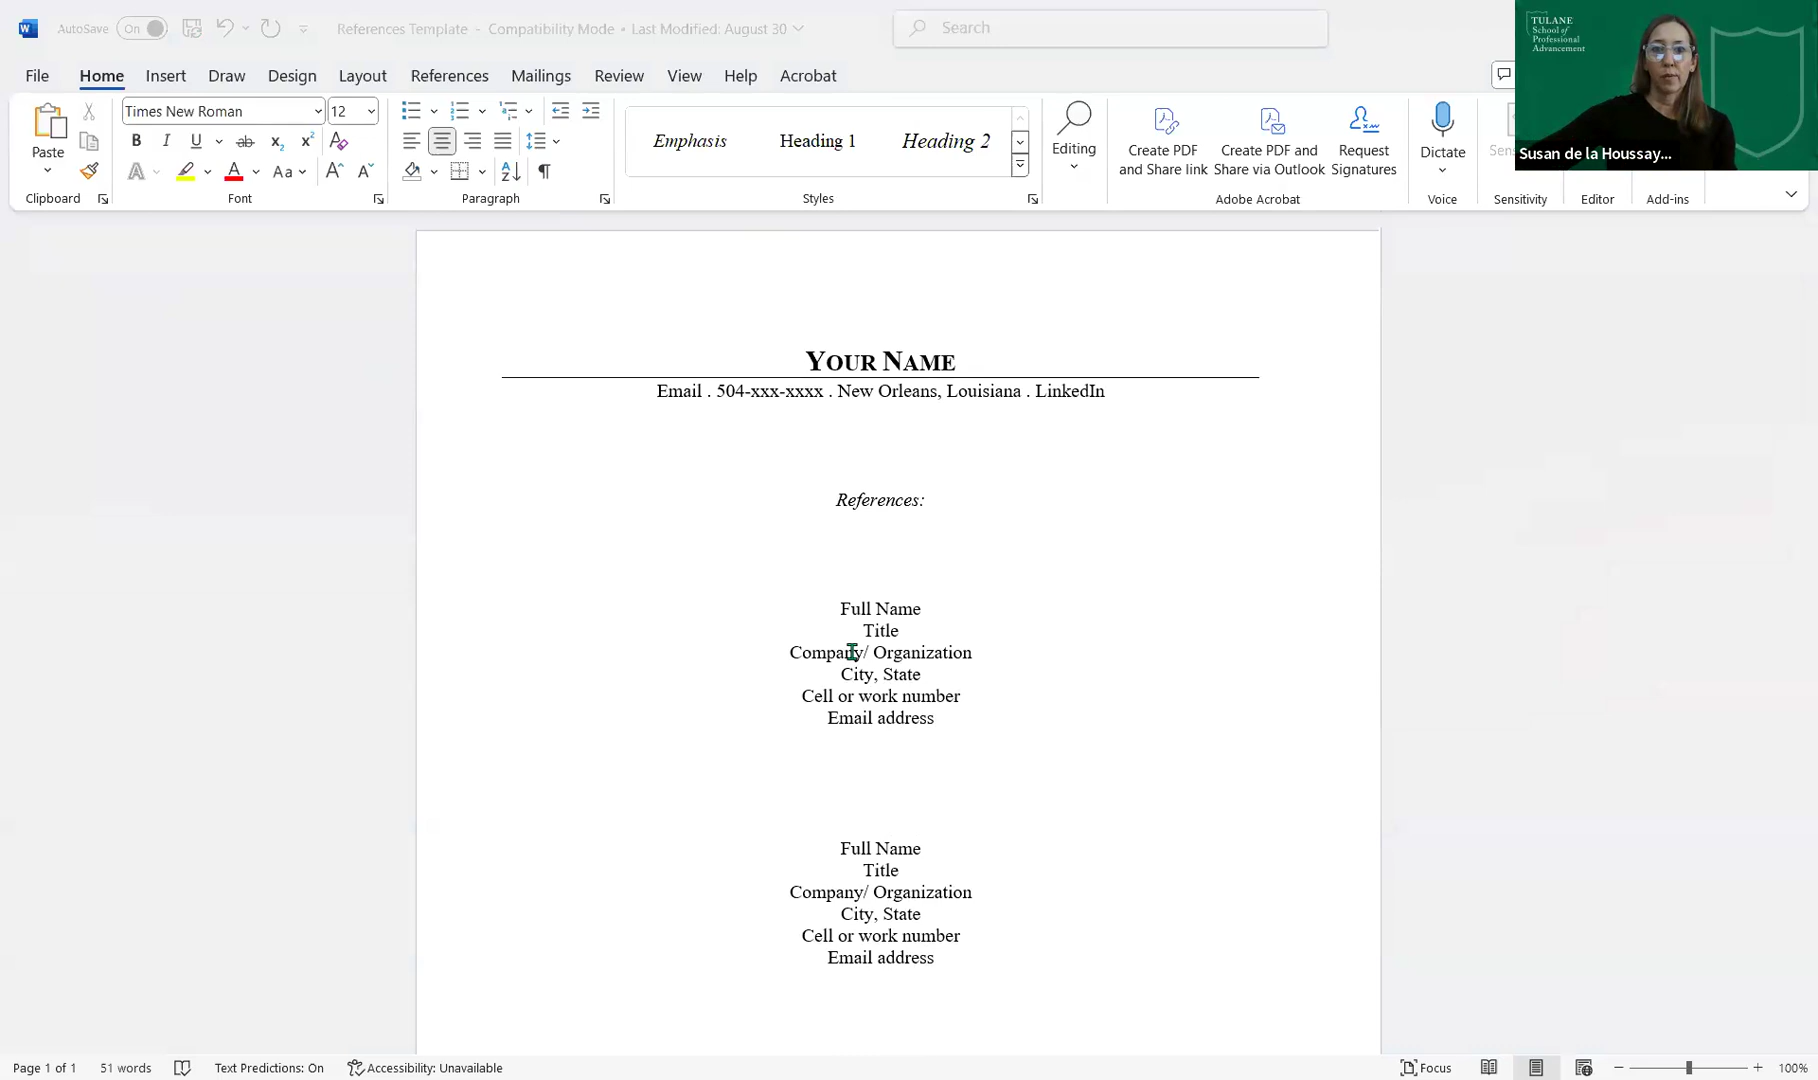 AutoSave On References Template - Compatibility Mode • Last Modified: August 30 Search
TULANE
School of
Professional
Advancement
File Home Insert Draw Design Layout References Mailings Review View Help Acrobat
Times New Roman 12
Paste
Emphasis Heading 1 Heading 2
Editing
Create PDF
and Share link
Create PDF and
Share via Outlook
Request
Signatures
Dictate
Susan de la Houssay...
Clipboard Font Paragraph Styles Adobe Acrobat Voice Sensitivity Editor Add-ins
YOUR NAME
Email . 504-xxx-xxxx . New Orleans, Louisiana . LinkedIn
References:
Full Name
Title
Company/ Organization
City, State
Cell or work number
Email address
Full Name
Title
Company/ Organization
City, State
Cell or work number
Email address
Page 1 of 1 51 words Text Predictions: On Accessibility: Unavailable Focus 100%